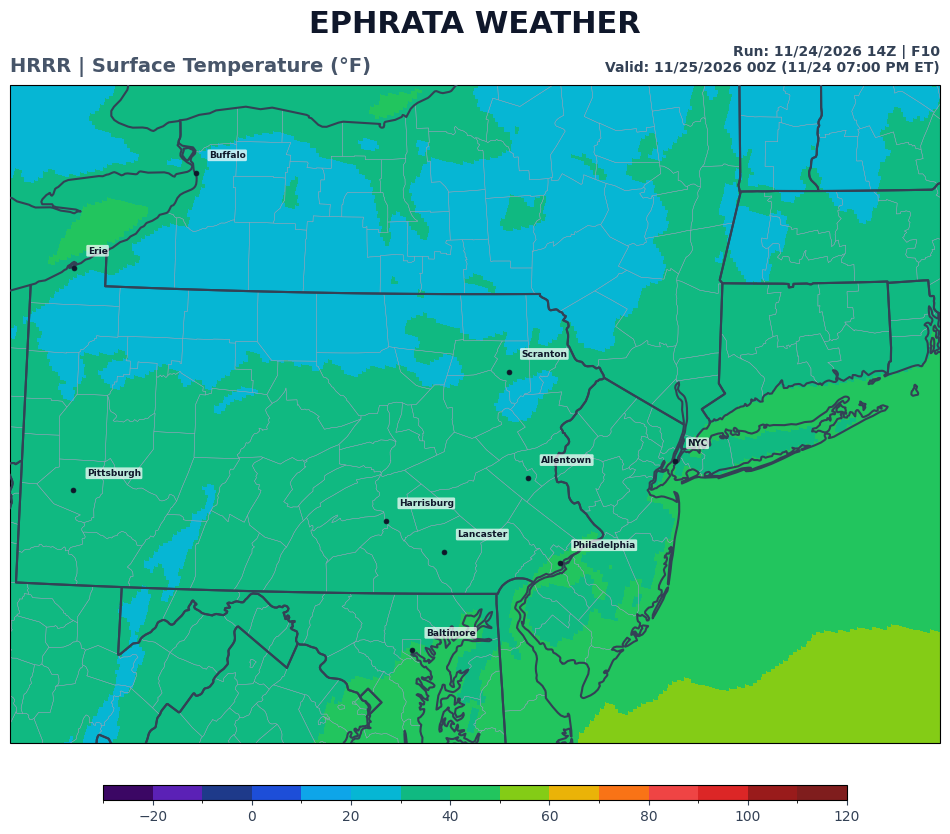 EPHRATA WEATHER
HRRR | Surface Temperature (°F)
Run: 11/24/2026 14Z | F10
Valid: 11/25/2026 00Z (11/24 07:00 PM ET)
Buffalo
Erie
Scranton
NYC
Allentown
Pittsburgh
Harrisburg
Lancaster
Philadelphia
Baltimore
−20 0 20 40 60 80 100 120